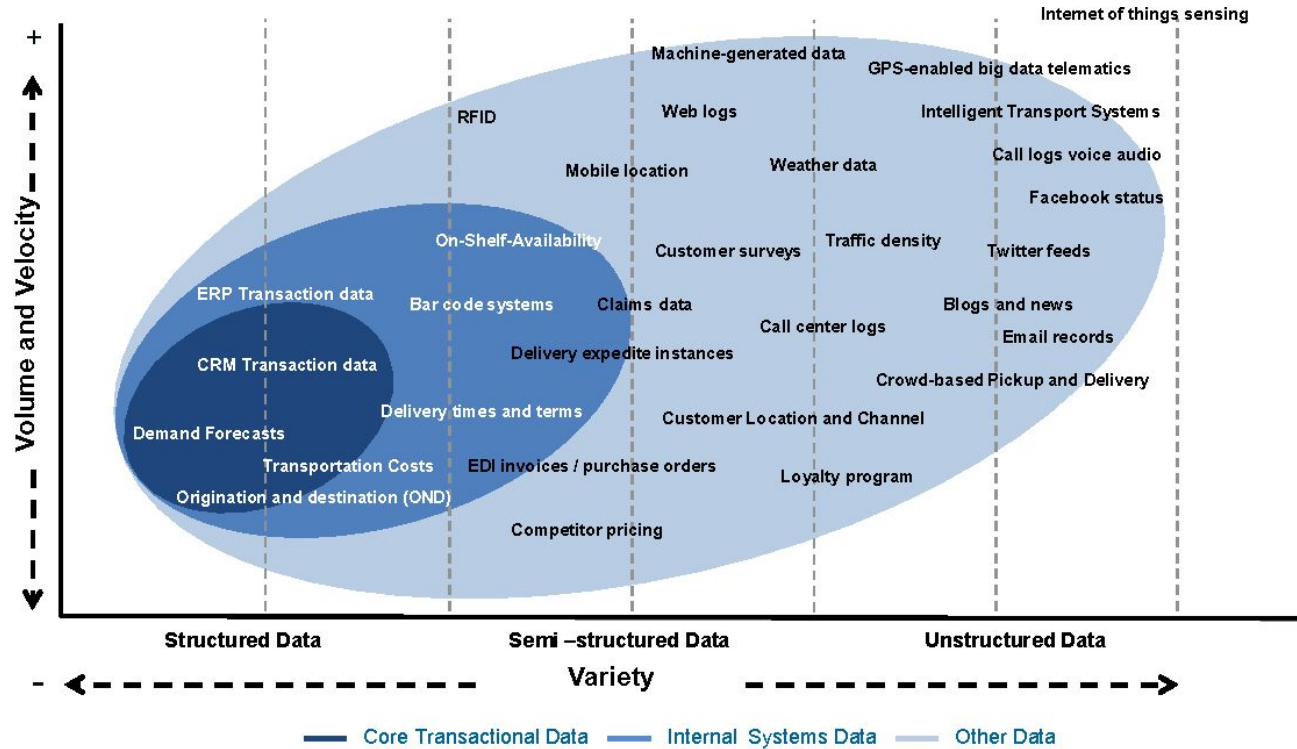 Internet of things sensing
+
Machine-generated data
GPS-enabled big data telematics
RFID
Web logs
Intelligent Transport Systems
Mobile location
Weather data
Call logs voice audio
Facebook status
On-Shelf-Availability
Customer surveys
Traffic density
Twitter feeds
ERP Transaction data
Bar code systems
Claims data
Blogs and news
Call center logs
Email records
CRM Transaction data
Delivery expedite instances
Crowd-based Pickup and Delivery
Delivery times and terms
Customer Location and Channel
Demand Forecasts
Transportation Costs
EDI invoices / purchase orders
Loyalty program
Origination and destination (OND)
Competitor pricing
Volume and Velocity
Structured Data
Semi –structured Data
Unstructured Data
–
Variety
Core Transactional Data
Internal Systems Data
Other Data